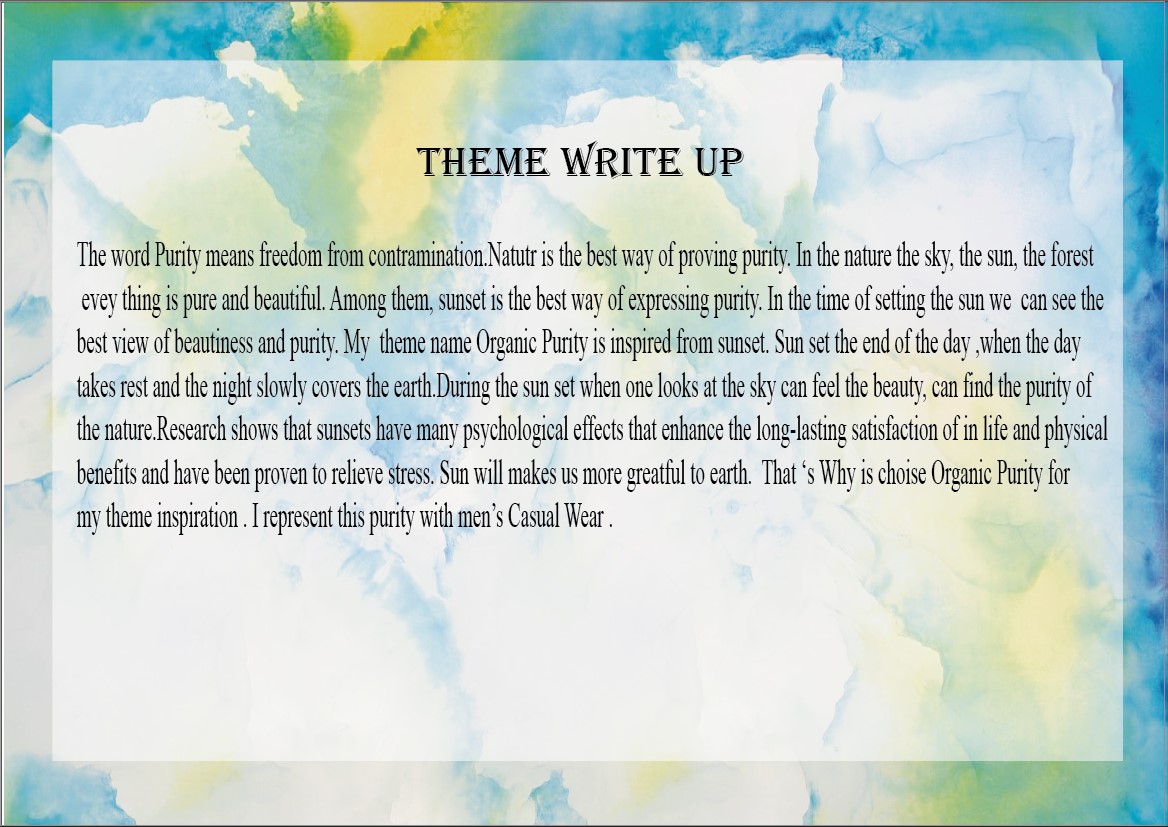 THEME WRITE UP
The word Purity means freedom from contramination.Natutr is the best way of proving purity. In the nature the sky, the sun, the forest
evey thing is pure and beautiful. Among them, sunset is the best way of expressing purity. In the time of setting the sun we can see the
best view of beautiness and purity. My theme name Organic Purity is inspired from sunset. Sun set the end of the day ,when the day
takes rest and the night slowly covers the earth.During the sun set when one looks at the sky can feel the beauty, can find the purity of
the nature.Research shows that sunsets have many psychological effects that enhance the long-lasting satisfaction of in life and physical
benefits and have been proven to relieve stress. Sun will makes us more greatful to earth. That ‘s Why is choise Organic Purity for
my theme inspiration . I represent this purity with men’s Casual Wear .